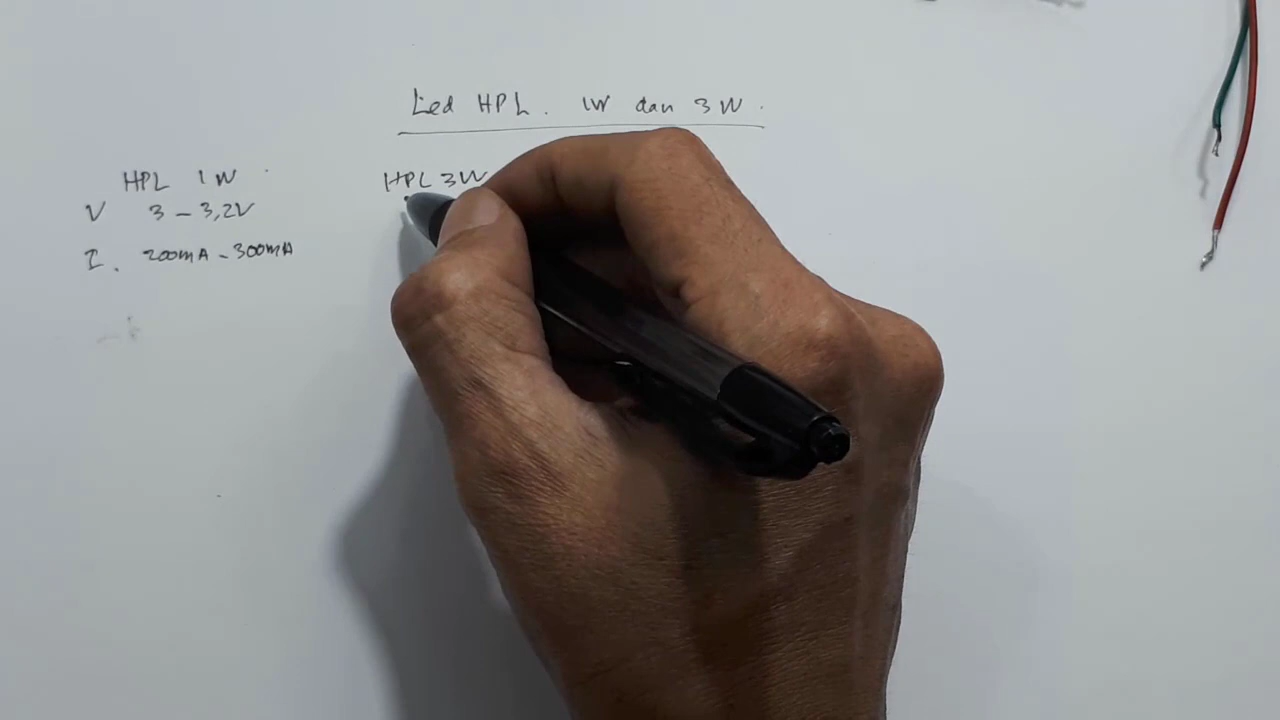 Led HPL. 1W dan 3W.
HPL 1W.
HPL 3W
V 3 - 3,2V
I. 200mA - 300mA